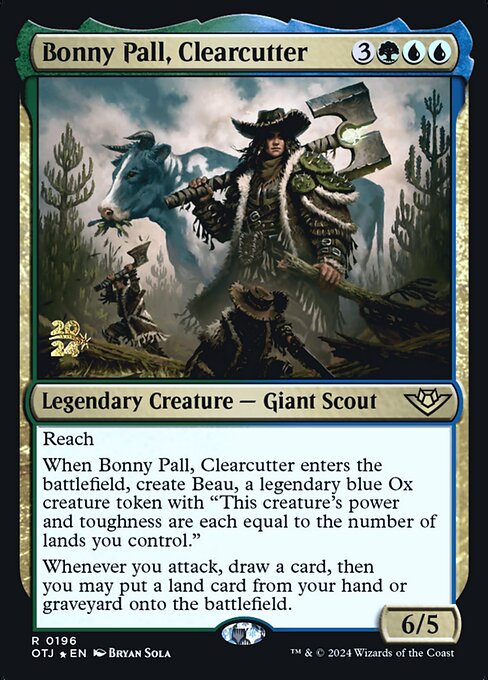 Bonny Pall, Clearcutter 3
2024
Legendary Creature — Giant Scout
Reach
When Bonny Pall, Clearcutter enters the
battlefield, create Beau, a legendary blue Ox
creature token with “This creature’s power
and toughness are each equal to the number of
lands you control.”
Whenever you attack, draw a card, then
you may put a land card from your hand or
graveyard onto the battlefield.
6/5
R 0196
OTJ ★ EN Bryan Sola
™ & © 2024 Wizards of the Coast